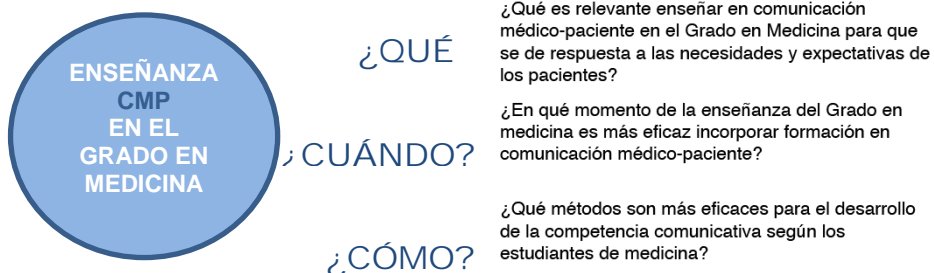 ENSEÑANZA
CMP
EN EL
GRADO EN
MEDICINA
¿QUÉ
¿Qué es relevante enseñar en comunicación
médico-paciente en el Grado en Medicina para que
se de respuesta a las necesidades y expectativas de
los pacientes?
¿CUÁNDO?
¿En qué momento de la enseñanza del Grado en
medicina es más eficaz incorporar formación en
comunicación médico-paciente?
¿CÓMO?
¿Qué métodos son más eficaces para el desarrollo
de la competencia comunicativa según los
estudiantes de medicina?